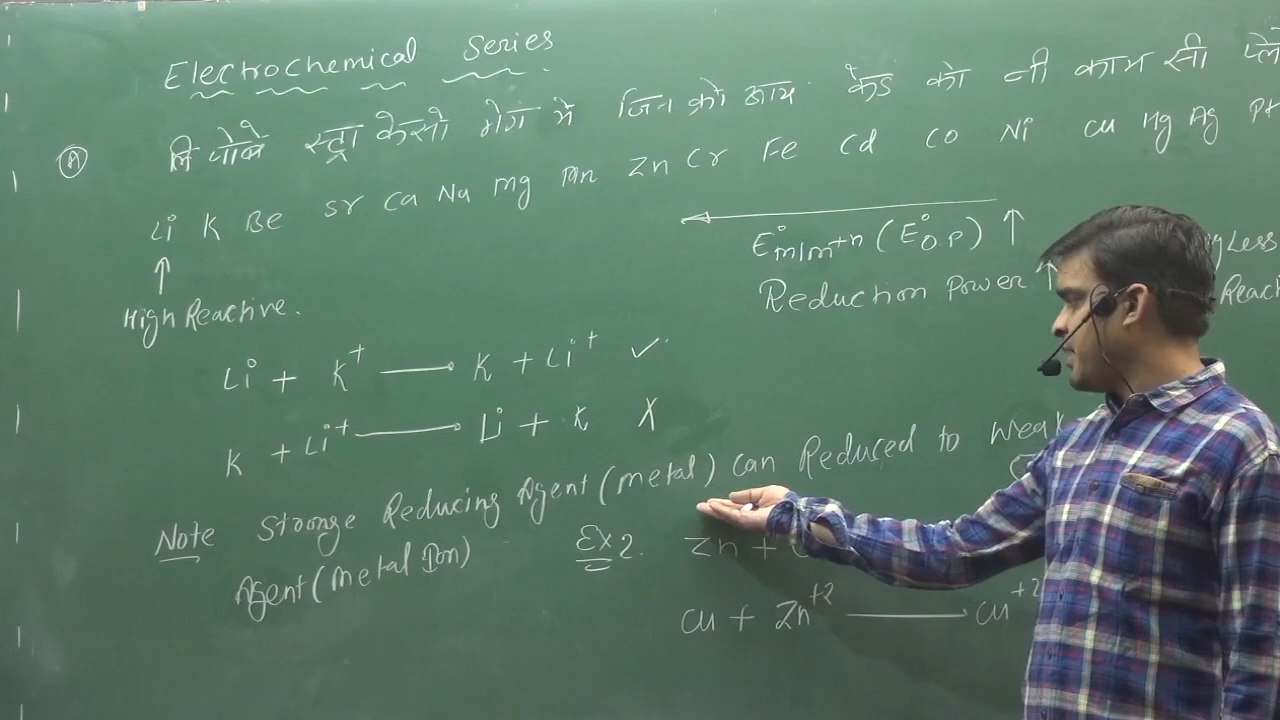 Electrochemical Series
(A) लि पोबे स्ट्रा केसो मेग में जिन को आय कैड को नी काम सी प्ले
Li K Be Sr Ca Na Mg Mn Zn Cr Fe Cd Co Ni Cu Hg Ag Pt
↑
High Reactive.
E°m/m+n (E°O.P) ↑
Reduction Power ↑
Less
React
Li + K+ ⟶ K + Li+ ✓
K + Li+ ⟶ Li + K X
Note Stronge Reducing Agent (metal) can Reduced to Weak
Agent (Metal Ion)
Ex 2. Zn +
Cu + Zn+2 ⟶ Cu+2